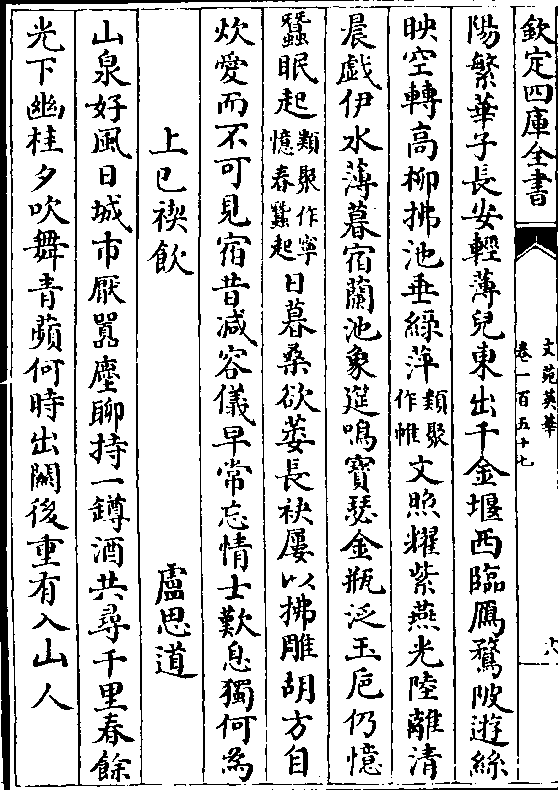 欽定四庫全書
文苑英華
卷一百五十七
六
陽繁華子長安輕薄兒東出千金堰西臨鴈鶩陂遊絲
映空轉高柳拂池垂綠萍類聚作帷文照耀紫燕光陸離清
晨戲伊水薄暮宿蘭池象筵鳴寶瑟金瓶泛玉巵仍憶
蠶眠起類聚作寧憶春蠶起日暮桑欲萎長袂屢以拂雕胡方自
炊愛而不可見宿昔減容儀早常忘情士歎息獨何為
上巳禊飲 盧思道
山泉好風日城市厭囂塵聊持一罇酒共尋千里春餘
光下幽桂夕吹舞青蘋何時出關後重有入山人